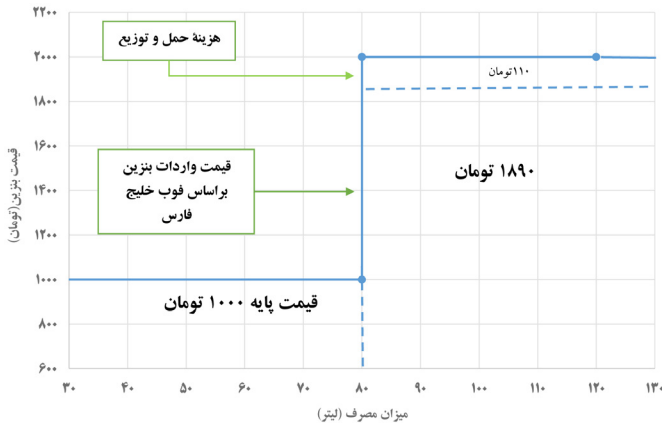 ۲۲۰۰
۲۰۰۰
۱۸۰۰
۱۶۰۰
۱۴۰۰
۱۲۰۰
۱۰۰۰
۸۰۰
۶۰۰
قیمت بنزین(تومان)
هزینهٔ حمل و توزیع
۱۱۰تومان
قیمت واردات بنزین
براساس فوب خلیج
فارس
۱۸۹۰ تومان
قیمت پایه ۱۰۰۰ تومان
۳۰ ۴۰ ۵۰ ۶۰ ۷۰ ۸۰ ۹۰ ۱۰۰ ۱۱۰ ۱۲۰ ۱۳۰
میزان مصرف (لیتر)